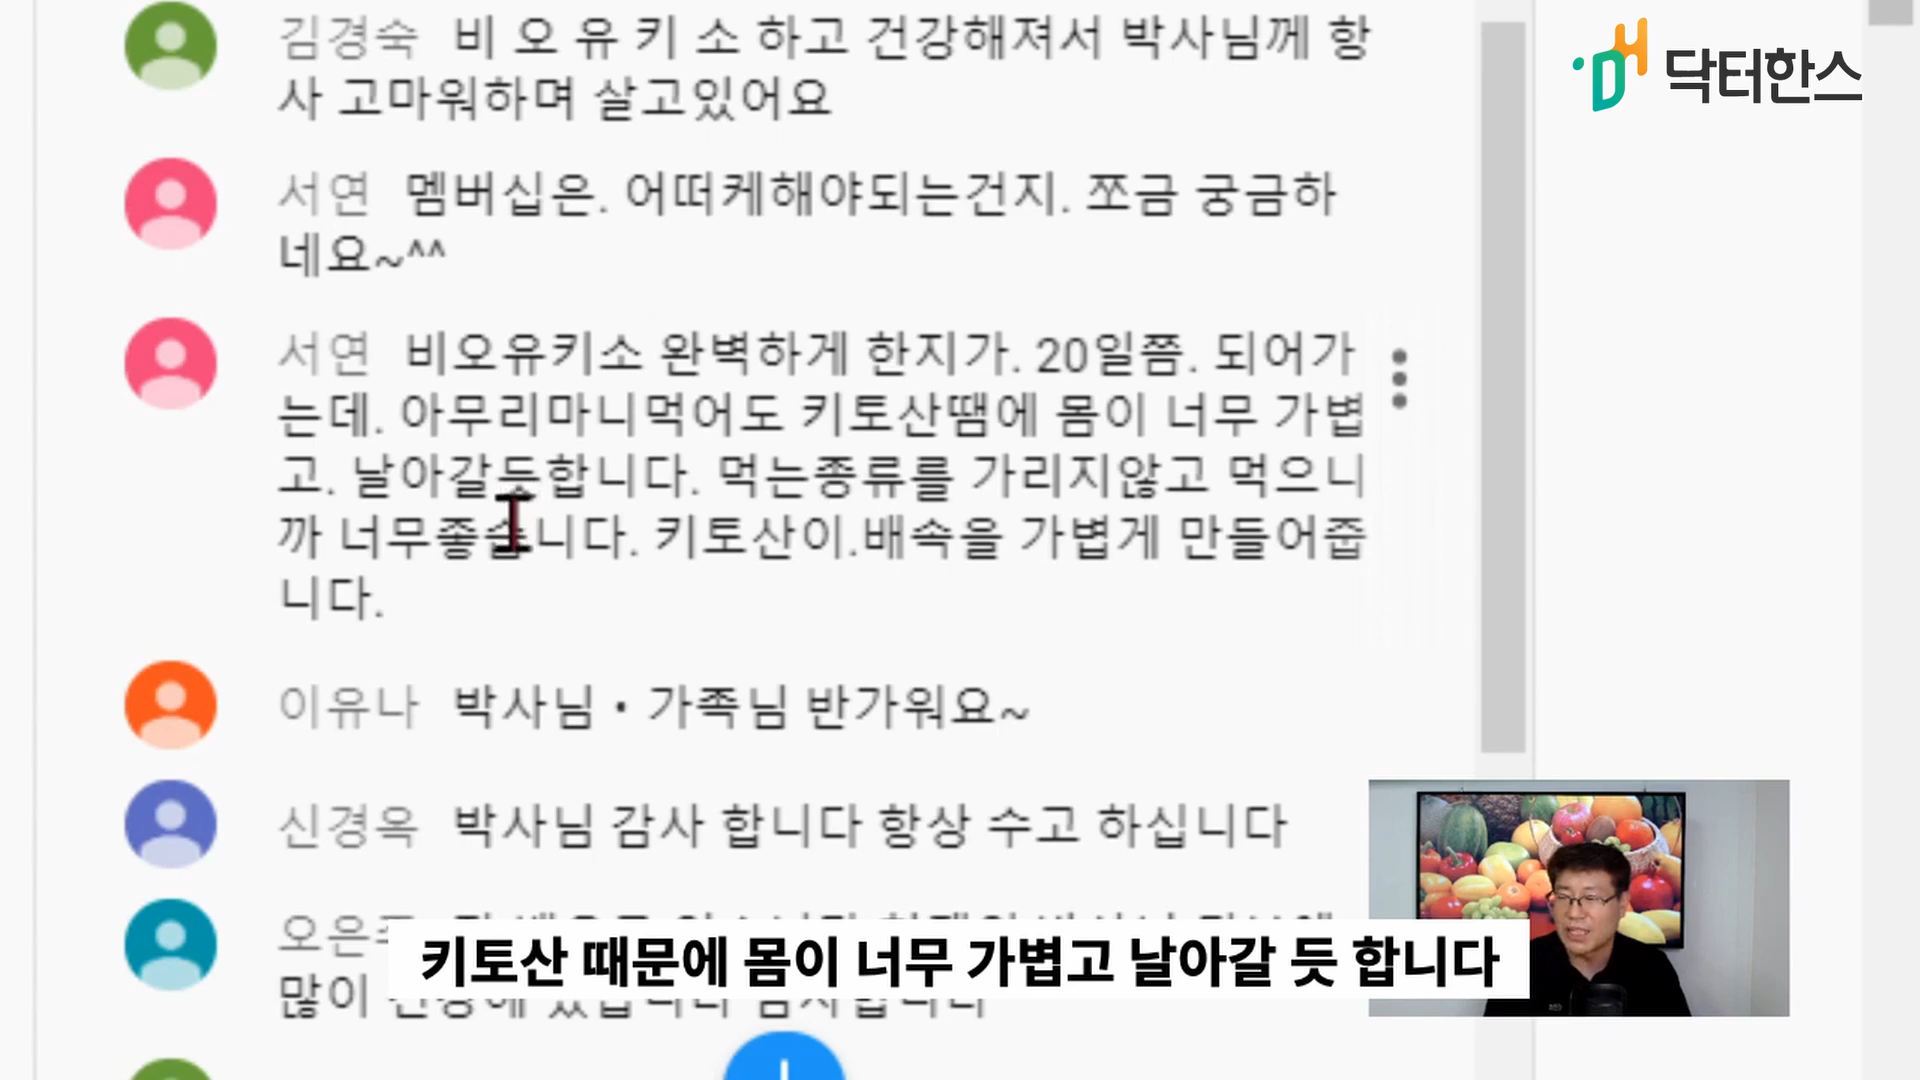 김경숙 비 오 유 키 소 하고 건강해져서 박사님께 항
사 고마워하며 살고있어요
닥터한스
서연 멤버십은. 어떠케해야되는건지. 쪼금 궁금하
네요~^^
서연 비오유키소 완벽하게 한지가. 20일쯤. 되어가
는데. 아무리마니먹어도 키토산땜에 몸이 너무 가볍
고. 날아갈듯합니다. 먹는종류를 가리지않고 먹으니
까 너무좋습니다. 키토산이.배속을 가볍게 만들어줍
니다.
이유나 박사님·가족님 반가워요~
신경옥 박사님 감사 합니다 항상 수고 하십니다
오은
많이
키토산 때문에 몸이 너무 가볍고 날아갈 듯 합니다